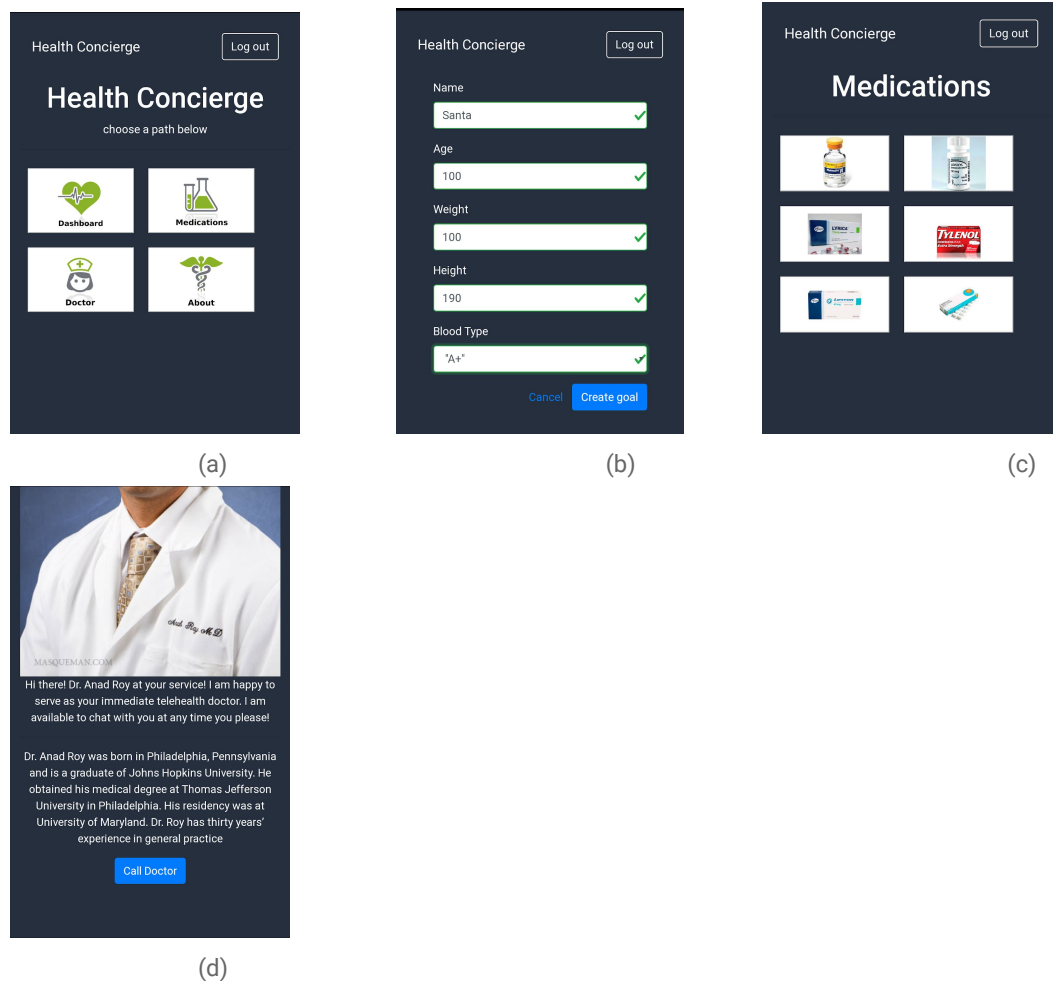 Health Concierge
Log out
Health Concierge
choose a path below
Dashboard
Medications
Doctor
About
(a)
Health Concierge
Log out
Name
Santa
Age
100
Weight
100
Height
190
Blood Type
"A+"
Cancel
Create goal
(b)
Health Concierge
Log out
Medications
LYRICA
TYLENOL
Extra Strength
(c)
Anad Roy M.D.
MASQUEMAN.COM
Hi there! Dr. Anad Roy at your service! I am happy to
serve as your immediate telehealth doctor. I am
available to chat with you at any time you please!
Dr. Anad Roy was born in Philadelphia, Pennsylvania
and is a graduate of Johns Hopkins University. He
obtained his medical degree at Thomas Jefferson
University in Philadelphia. His residency was at
University of Maryland. Dr. Roy has thirty years'
experience in general practice
Call Doctor
(d)